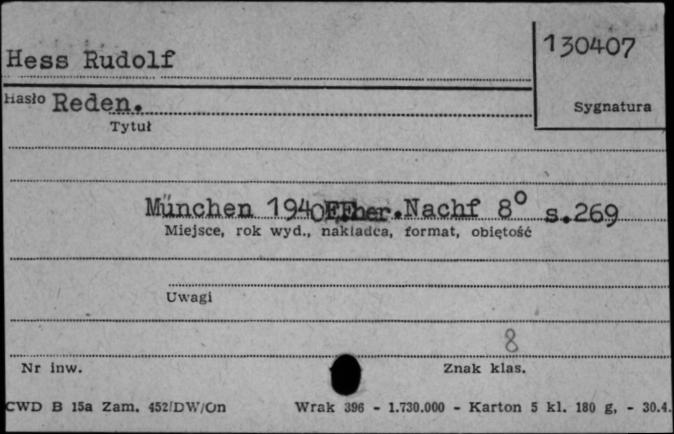 Hess Rudolf
130407
Hasło Reden.
Sygnatura
Tytuł
München 1940 F.Eher.Nachf 8° s.269
Miejsce, rok wyd., nakładca, format, objętość
Uwagi
8
Nr inw. Znak klas.
CWD B 15a Zam. 452/DW/On Wrak 396 - 1.730.000 - Karton 5 kl. 180 g, - 30.4.